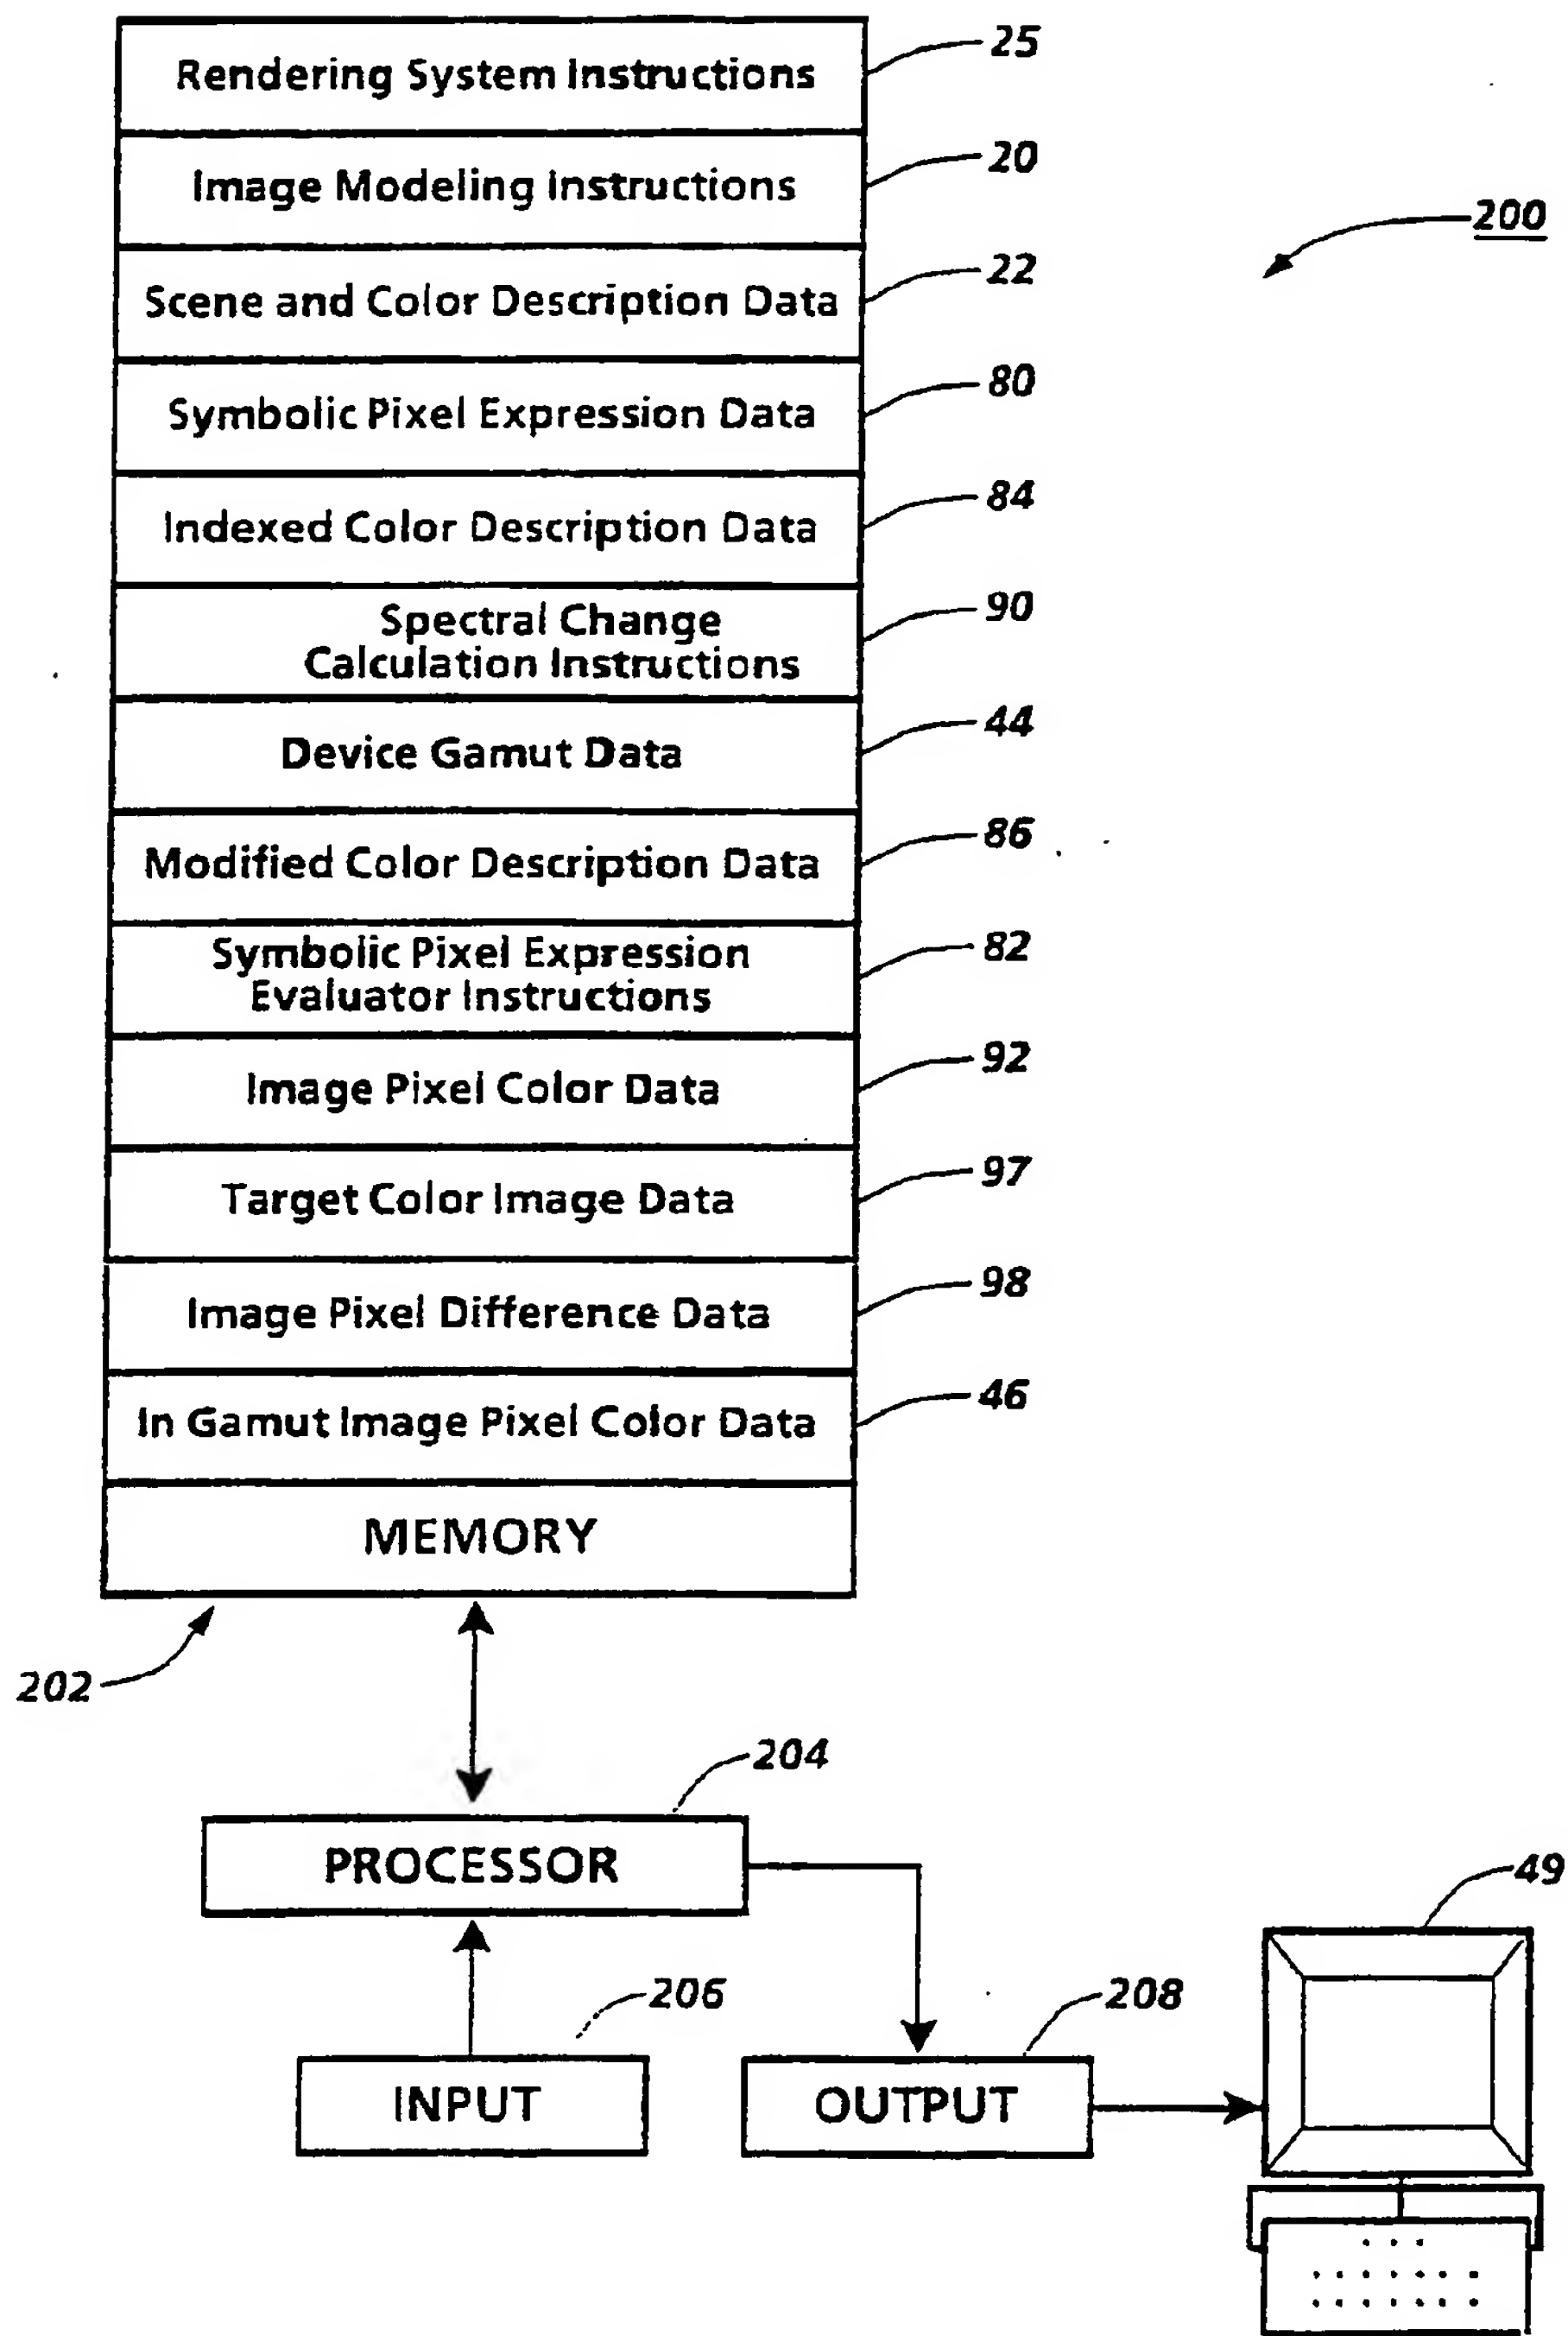 Rendering System Instructions 25
Image Modeling Instructions 20
200
Scene and Color Description Data 22
Symbolic Pixel Expression Data 80
Indexed Color Description Data 84
Spectral Change 90
Calculation Instructions
Device Gamut Data 44
Modified Color Description Data 86
Symbolic Pixel Expression 82
Evaluator Instructions
Image Pixel Color Data 92
Target Color Image Data 97
Image Pixel Difference Data 98
In Gamut Image Pixel Color Data 46
MEMORY
202
204
PROCESSOR
49
206
208
INPUT
OUTPUT